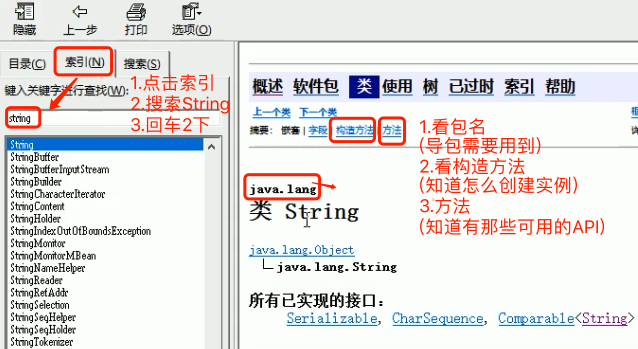 隐藏 上一步 打印 选项(O)
目录(C) 索引(N) 搜索(S)
键入关键字进行查找(W):
string
String
StringBuffer
StringBufferInputStream
StringBuilder
StringCharacterIterator
StringContent
StringHolder
StringIndexOutOfBoundsException
StringMonitor
StringMonitorMBean
StringNameHelper
StringReader
StringRefAddr
StringSelection
StringSeqHelper
StringSeqHolder
StringTokenizer
1.点击索引
2.搜索String
3.回车2下
概述 软件包 类 使用 树 已过时 索引 帮助
上一个类 下一个类
摘要: 嵌套 | 字段 | 构造方法 | 方法
1.看包名
(导包需要用到)
2.看构造方法
(知道怎么创建实例)
3.方法
(知道有那些可用的API)
java.lang
类 String
java.lang.Object
java.lang.String
所有已实现的接口:
Serializable, CharSequence, Comparable<String>